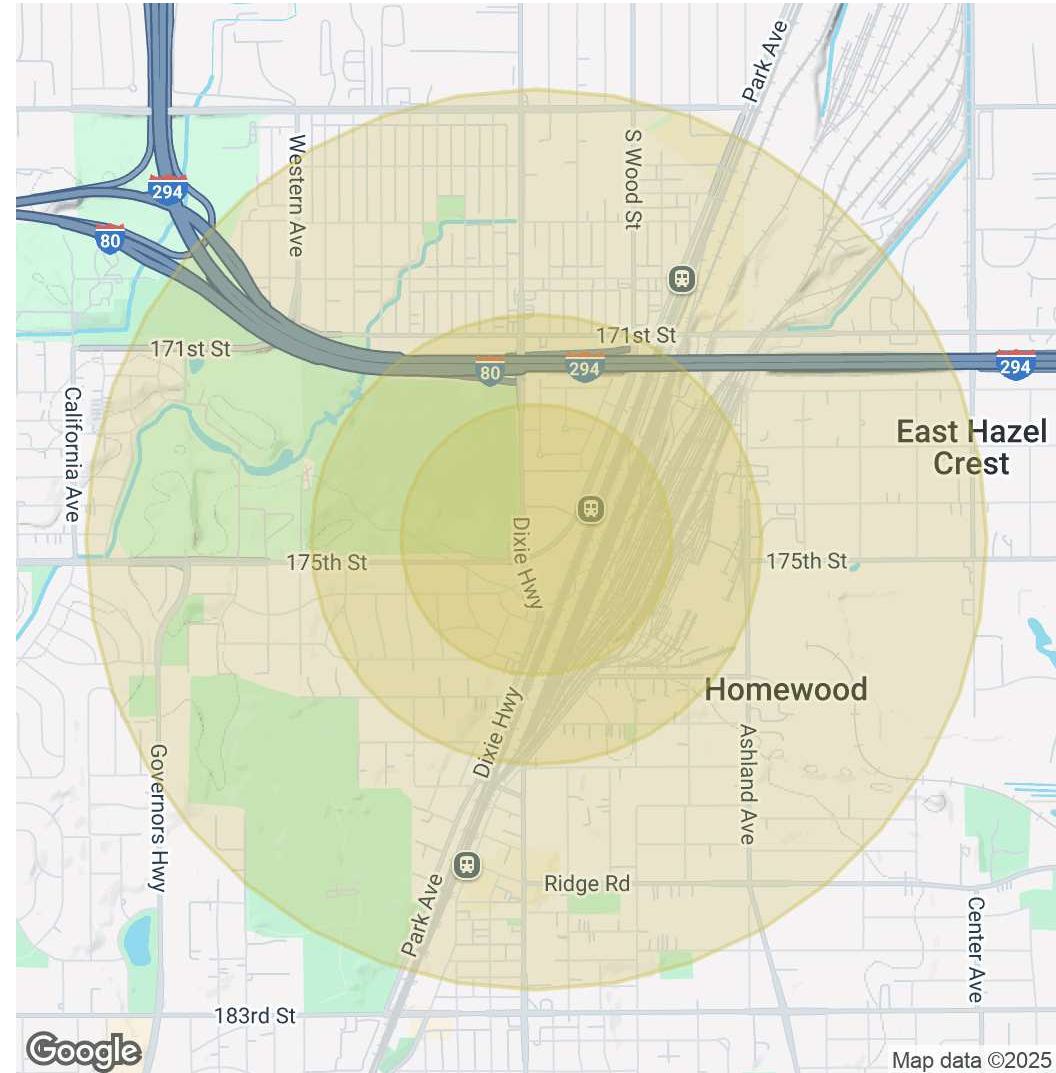 Park Ave
Western Ave
S Wood St
294
80
171st St
171st St
80
294
294
California Ave
East Hazel
Crest
Dixie Hwy
175th St
175th St
Homewood
Dixie Hwy
Ashland Ave
Governors Hwy
Ridge Rd
Park Ave
Center Ave
183rd St
Google
Map data ©2025